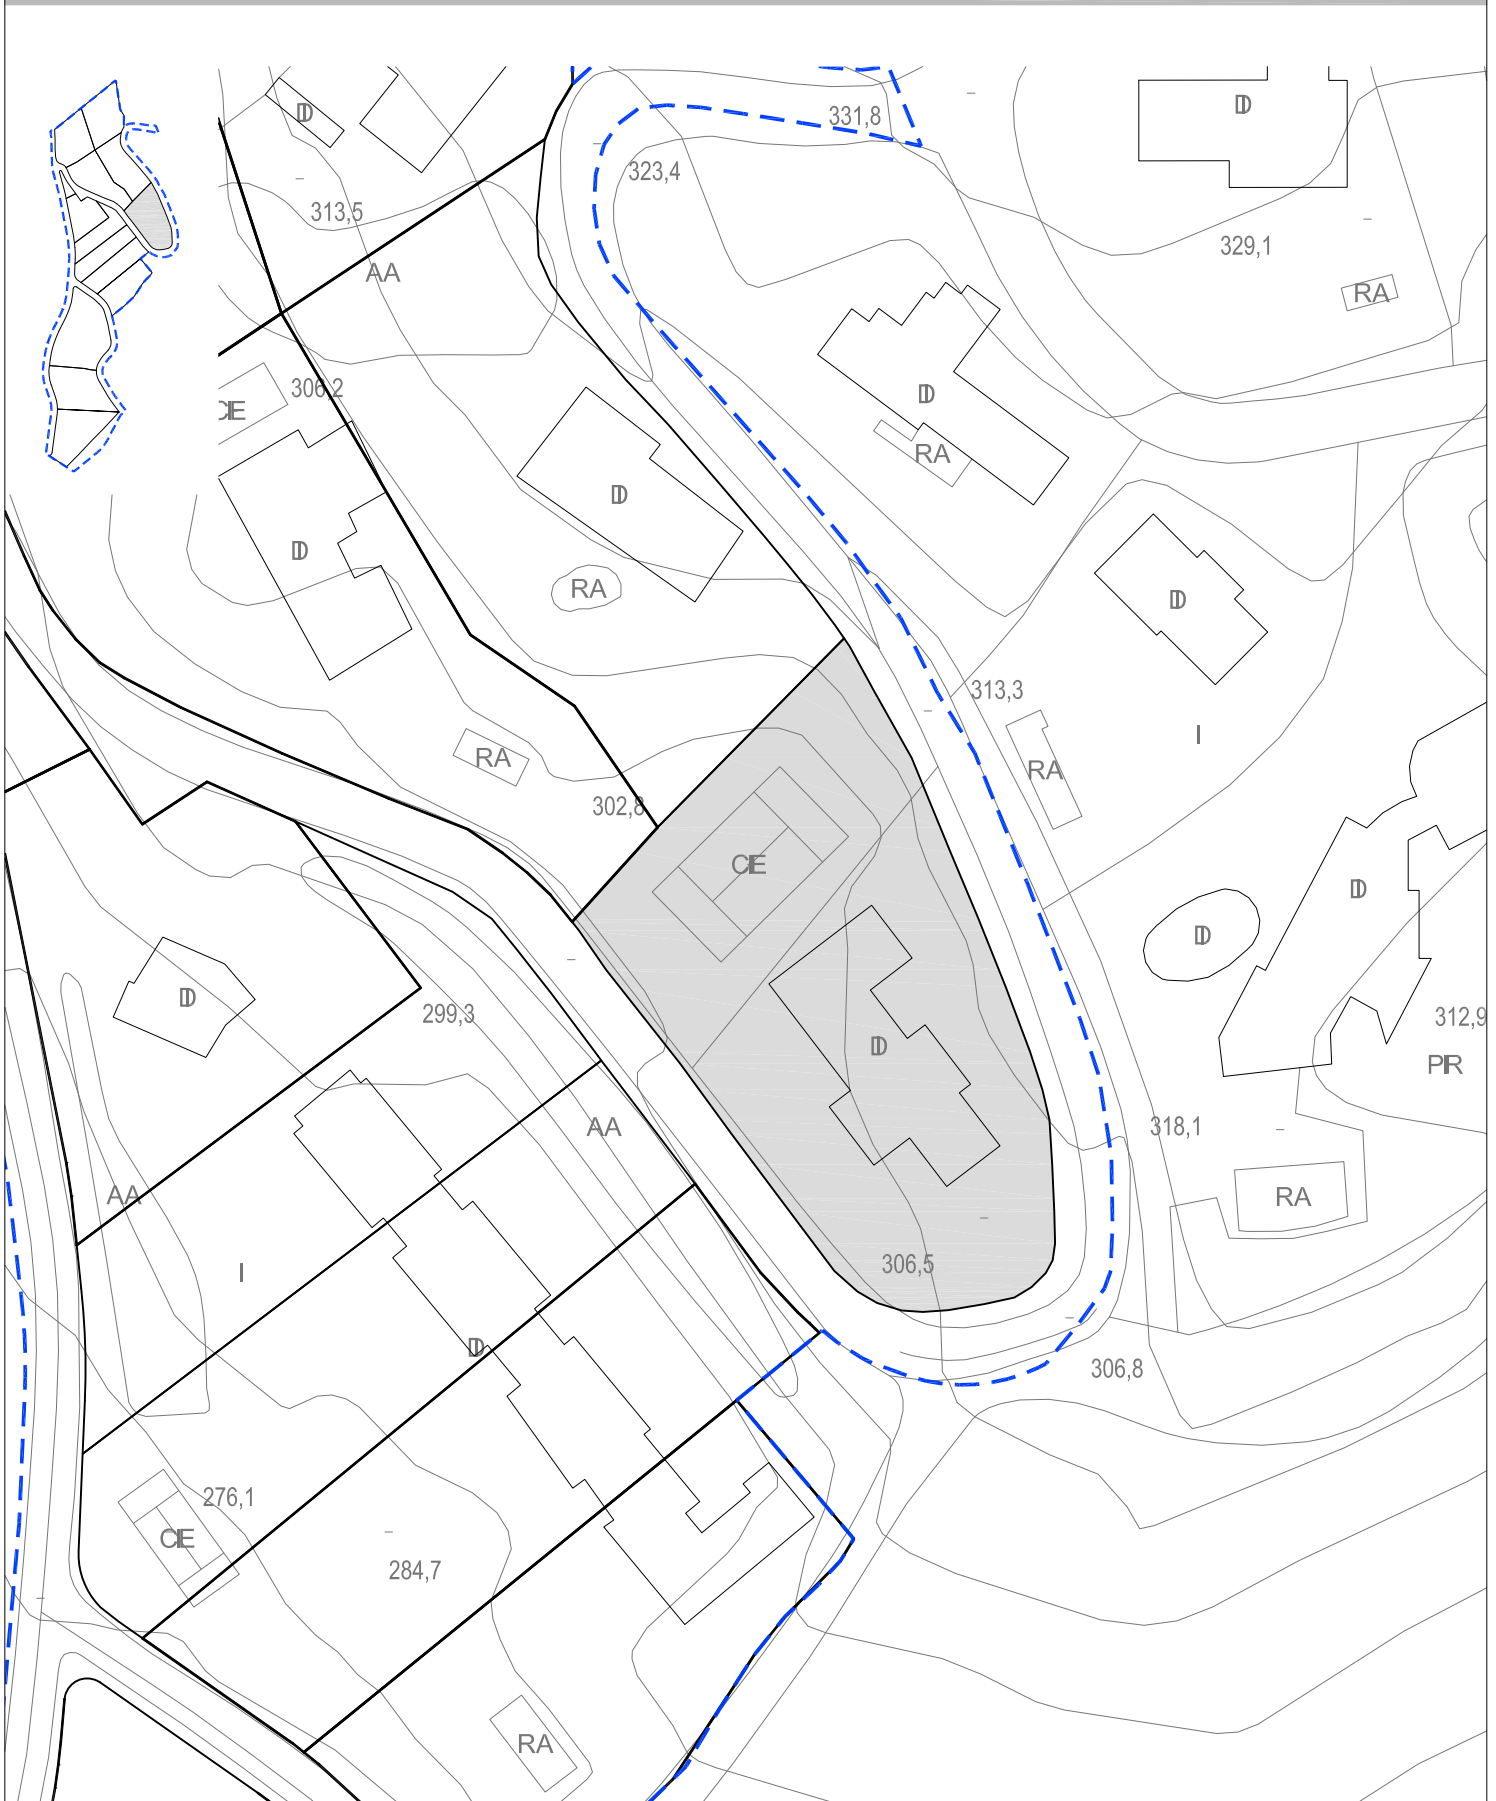 D
D
331,8
323,4
313,5
329,1
AA
RA
306,2
CE
D
RA
D
D
RA
D
313,3
I
RA
RA
302,8
CE
D
D
D
299,3
312,9
D
PR
AA
318,1
AA
RA
306,5
I
D
306,8
276,1
CE
284,7
RA